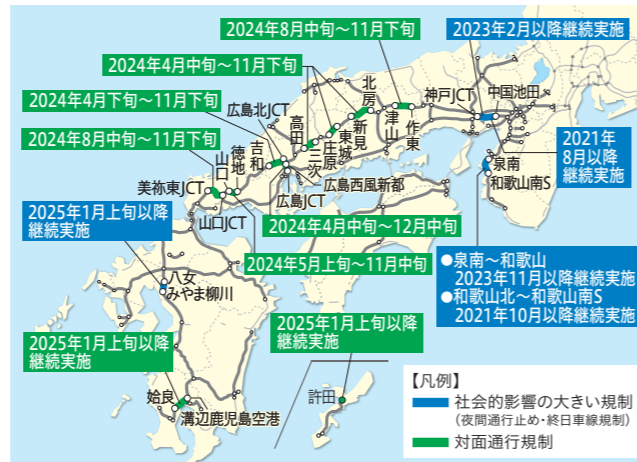 2024年8月中旬～11月下旬
2023年2月以降継続実施
2024年4月中旬～11月下旬
2024年4月下旬～11月下旬
2024年8月中旬～11月下旬
広島北JCT
神戸JCT
中国池田
北房
津山
作東
新見
東城
庄原
三次
高田
吉和
徳地
山口
美祢東JCT
山口JCT
広島JCT
広島西風新都
2021年
8月以降
継続実施
泉南
和歌山南S
2025年1月上旬以降
継続実施
2024年4月中旬～12月中旬
2024年5月上旬～11月中旬
●泉南～和歌山
2023年11月以降継続実施
●和歌山北～和歌山南S
2021年10月以降継続実施
八女
みやま柳川
2025年1月上旬以降
継続実施
2025年1月上旬以降
継続実施
姶良
溝辺鹿児島空港
許田
【凡例】
社会的影響の大きい規制
（夜間通行止め・終日車線規制）
対面通行規制